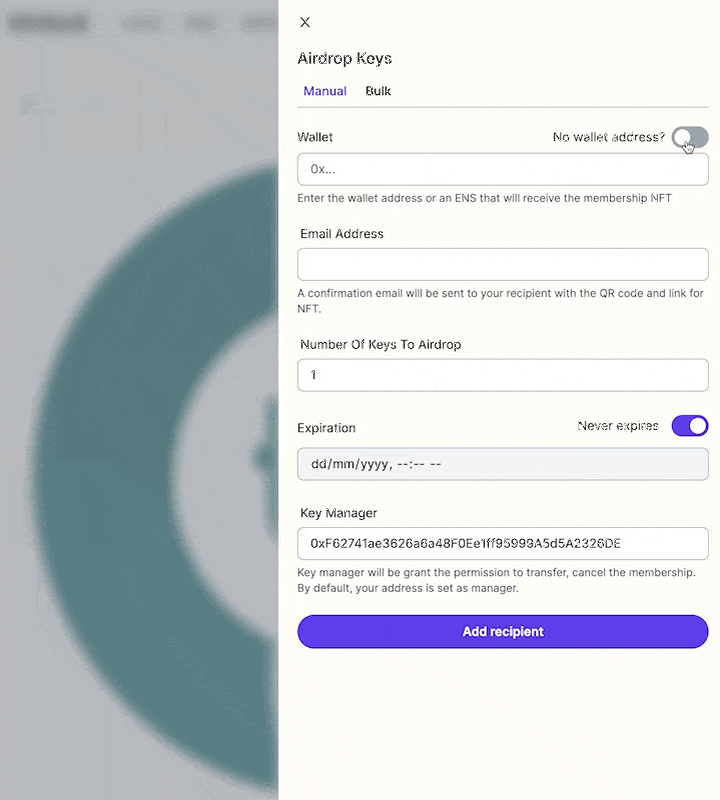 Airdrop Keys
Manual Bulk
Wallet No wallet address?
0x...
Enter the wallet address or an ENS that will receive the membership NFT
Email Address
A confirmation email will be sent to your recipient with the QR code and link for
NFT.
Number Of Keys To Airdrop
1
Expiration Never expires
dd/mm/yyyy, --:-- --
Key Manager
0xF62741ae3626a6a48F0Ee1ff95999A5d5A2326DE
Key manager will be grant the permission to transfer, cancel the membership.
By default, your address is set as manager.
Add recipient